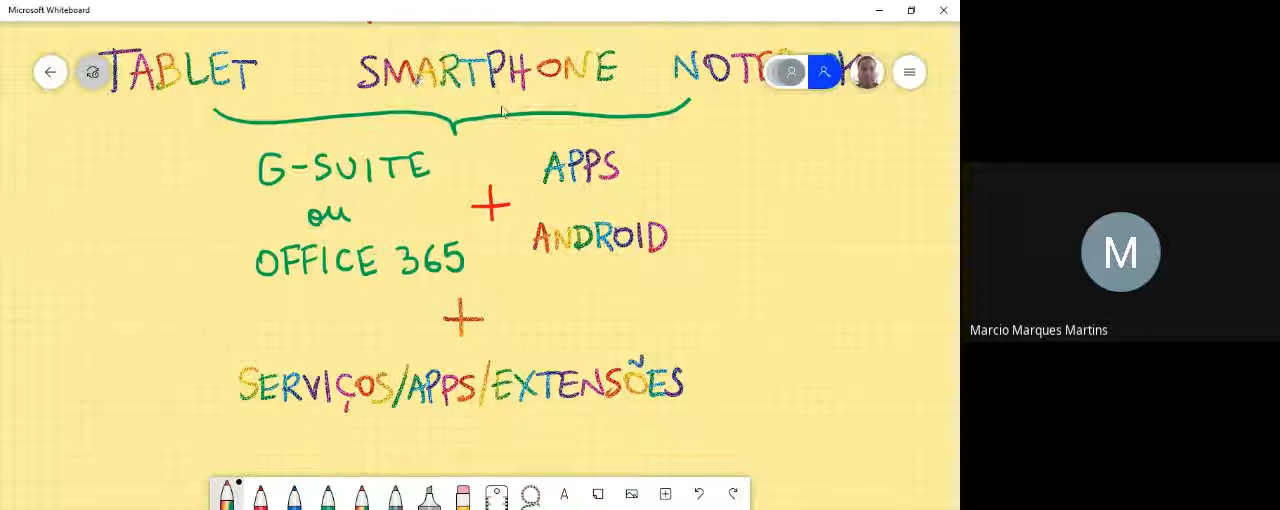 Microsoft Whiteboard
TABLET SMARTPHONE
G-SUITE
ou
OFFICE 365
+
APPS
ANDROID
+
SERVIÇOS/APPS/EXTENSÕES
M
Marcio Marques Martins
A